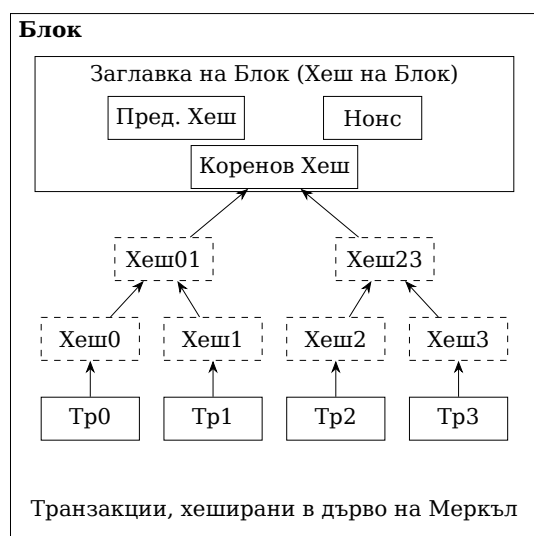 Блок
Заглавка на Блок (Хеш на Блок)
Пред. Хеш Нонс
Коренов Хеш
Хеш01 Хеш23
Хеш0 Хеш1 Хеш2 Хеш3
Тр0 Тр1 Тр2 Тр3
Транзакции, хеширани в дърво на Меркъл